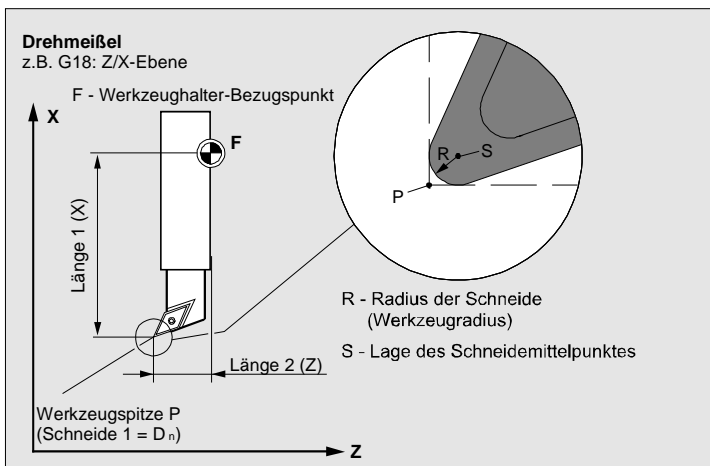 Drehmeißel
z.B. G18: Z/X-Ebene
F - Werkzeughalter-Bezugspunkt
X
F
Länge 1 (X)
R
S
P
R - Radius der Schneide
(Werkzeugradius)
S - Lage des Schneidemittelpunktes
Länge 2 (Z)
Werkzeugspitze P
(Schneide 1 = Dn)
Z